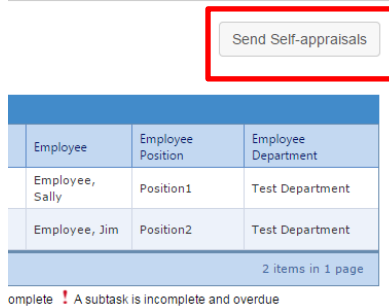 Send Self-appraisals
Employee Employee Position Employee Department
Employee, Sally Position1 Test Department
Employee, Jim Position2 Test Department
2 items in 1 page
omplete ! A subtask is incomplete and overdue